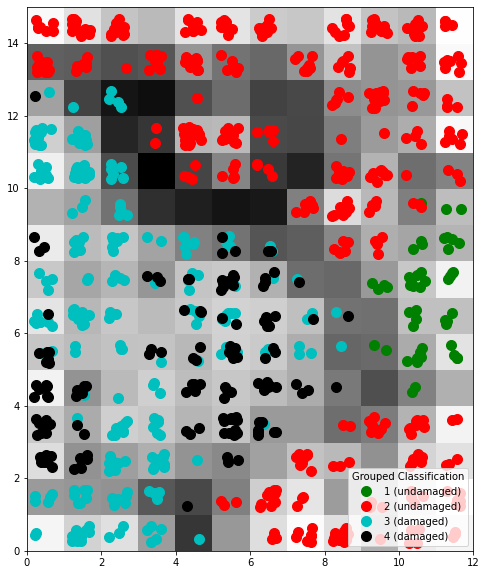 14
12
10
8
6
4
2
0
0 2 4 6 8 10 12
Grouped Classification
1 (undamaged)
2 (undamaged)
3 (damaged)
4 (damaged)